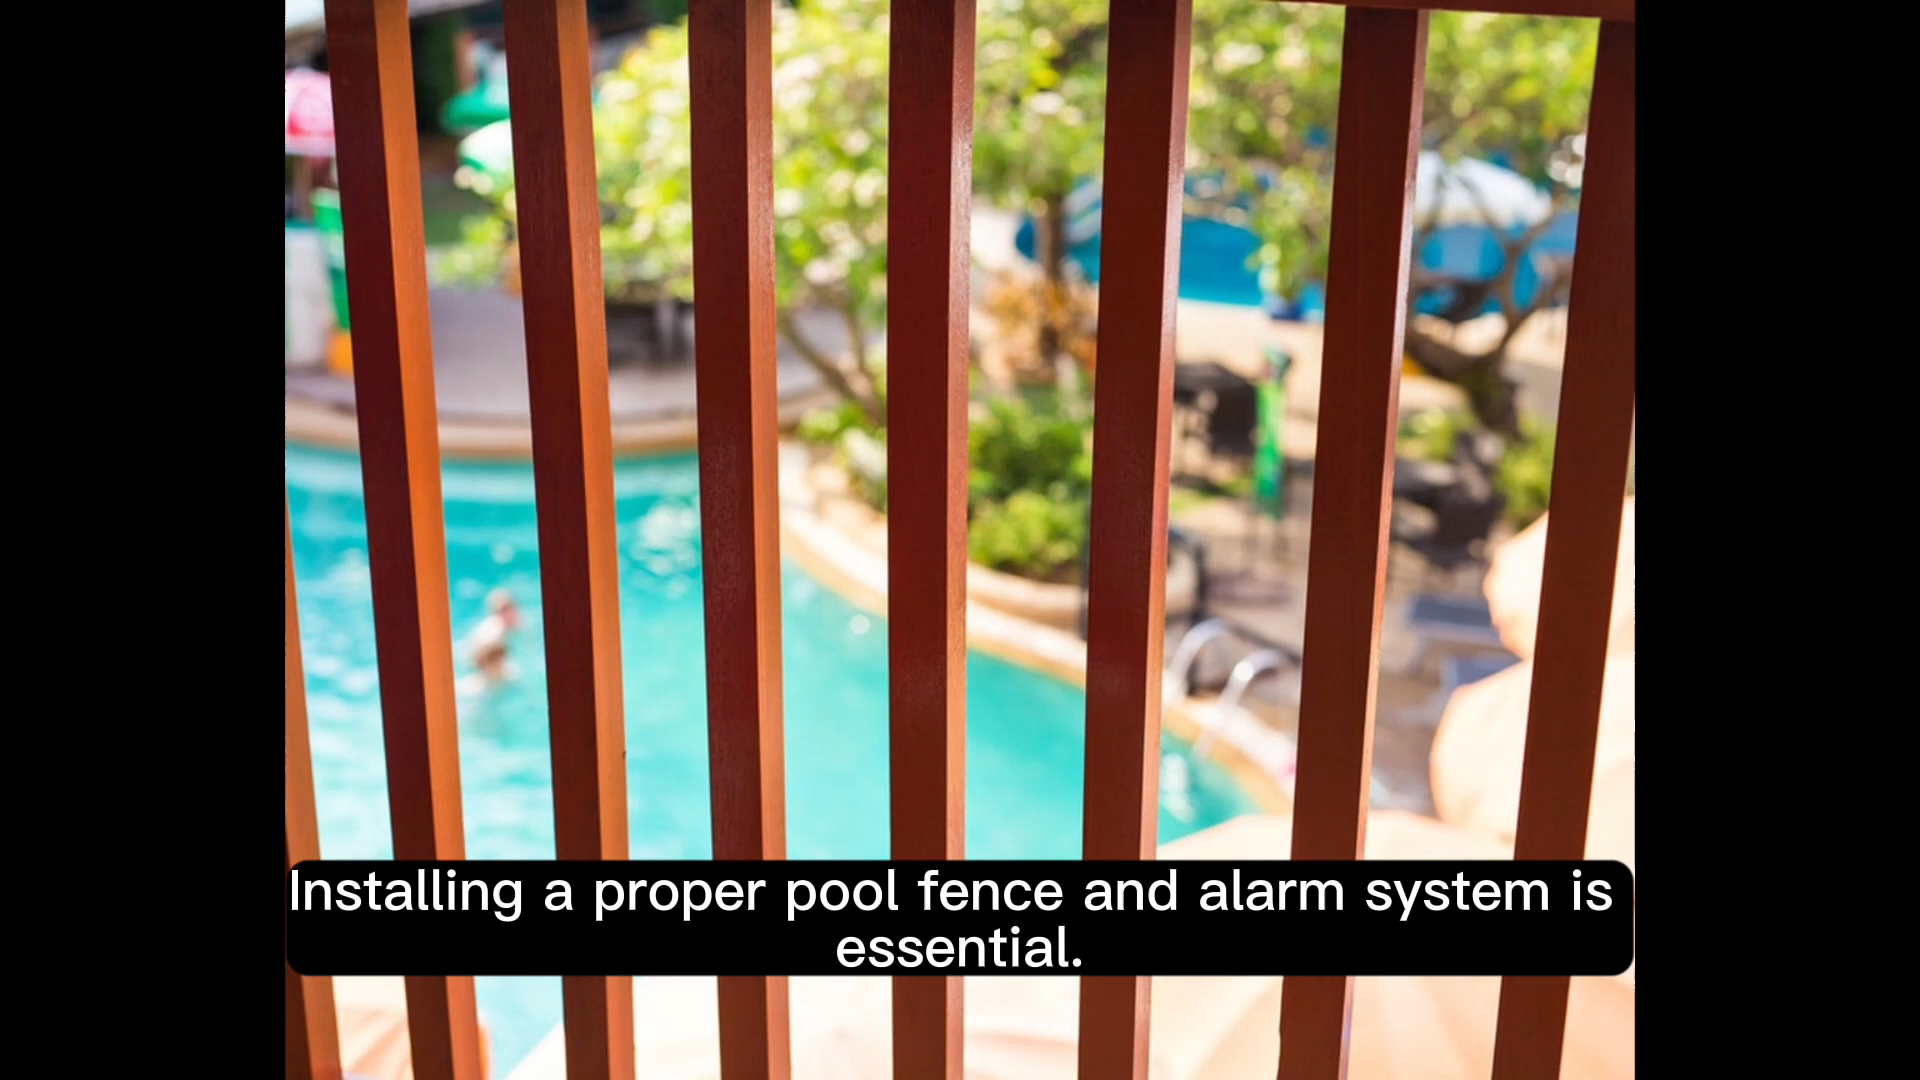 Installing a proper pool fence and alarm system is
essential.